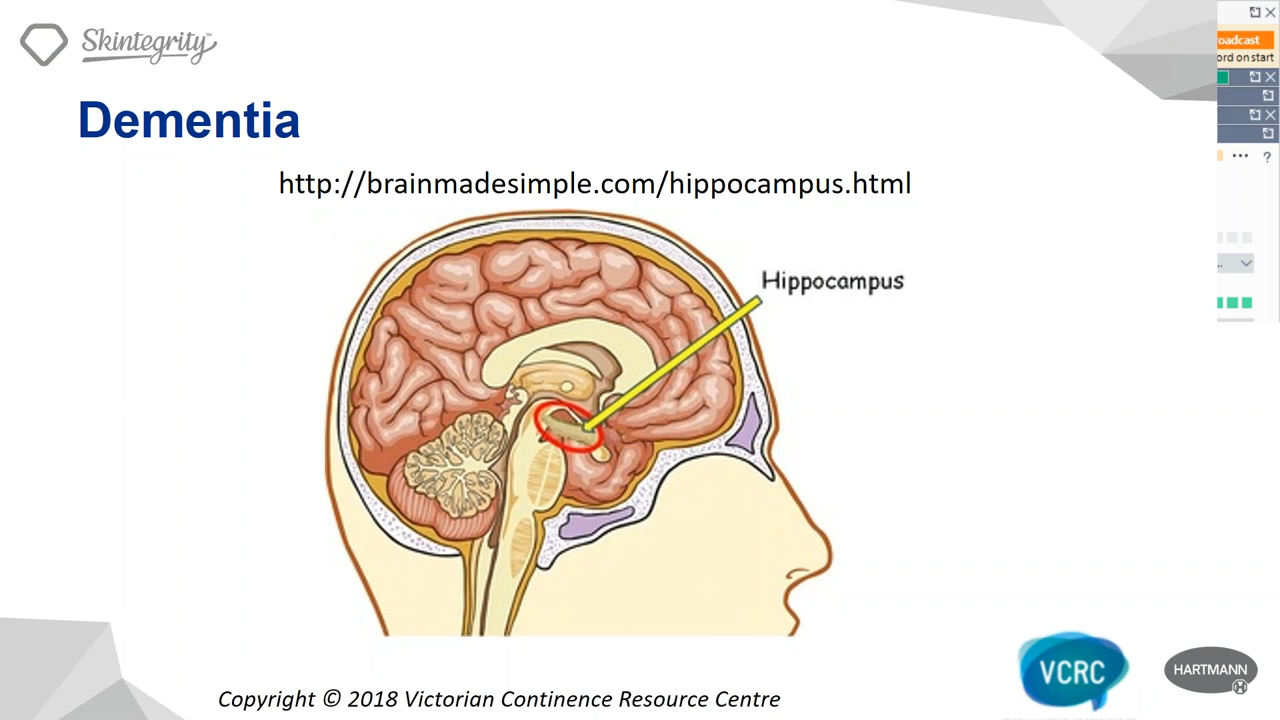 Skintegrity™
oadcast
ord on start
Dementia
http://brainmadesimple.com/hippocampus.html
Hippocampus
Copyright © 2018 Victorian Continence Resource Centre
VCRC
HARTMANN